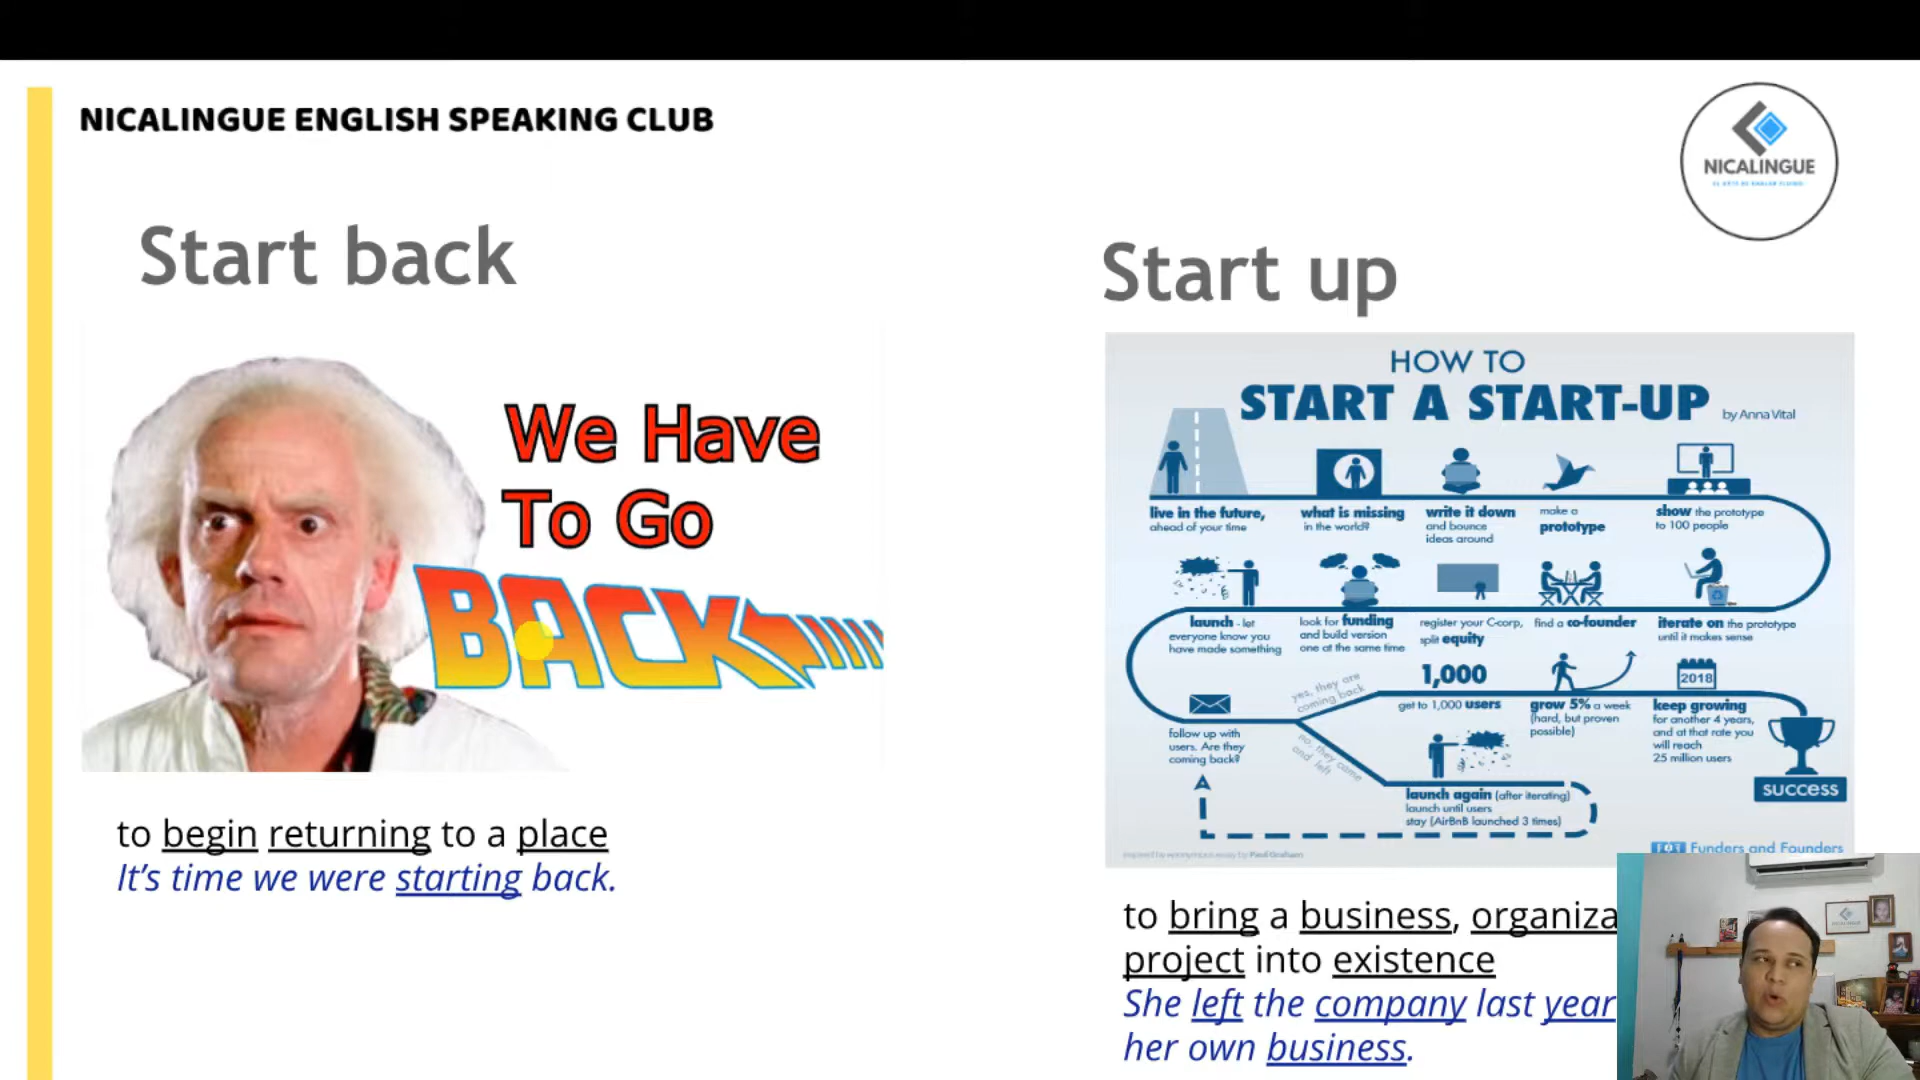 NICALINGUE ENGLISH SPEAKING CLUB
NICALINGUE
Start back
We Have
To Go
BACK
to begin returning to a place
It's time we were starting back.
Start up
HOW TO
START A START-UP
by Anna Vital
live in the future,
ahead of your time
what is missing
in the world?
write it down
and bounce
ideas around
make a
prototype
show the prototype
to 100 people
launch - let
everyone know you
have made something
look for funding
and build version
one at the same time
register your C-corp,
split equity
find a co-founder
iterate on the prototype
until it makes sense
follow up with
users. Are they
coming back?
yes, they are
coming back
no, they came
and left
1,000
get to 1,000 users
grow 5% a week
(hard, but proven
possible)
2018
keep growing
for another 4 years,
and at that rate you
will reach
25 million users
launch again (after iterating)
launch until users
stay (AirBnB launched 3 times)
SUCCESS
Funders and Founders
to bring a business, organiza
project into existence
She left the company last year
her own business.